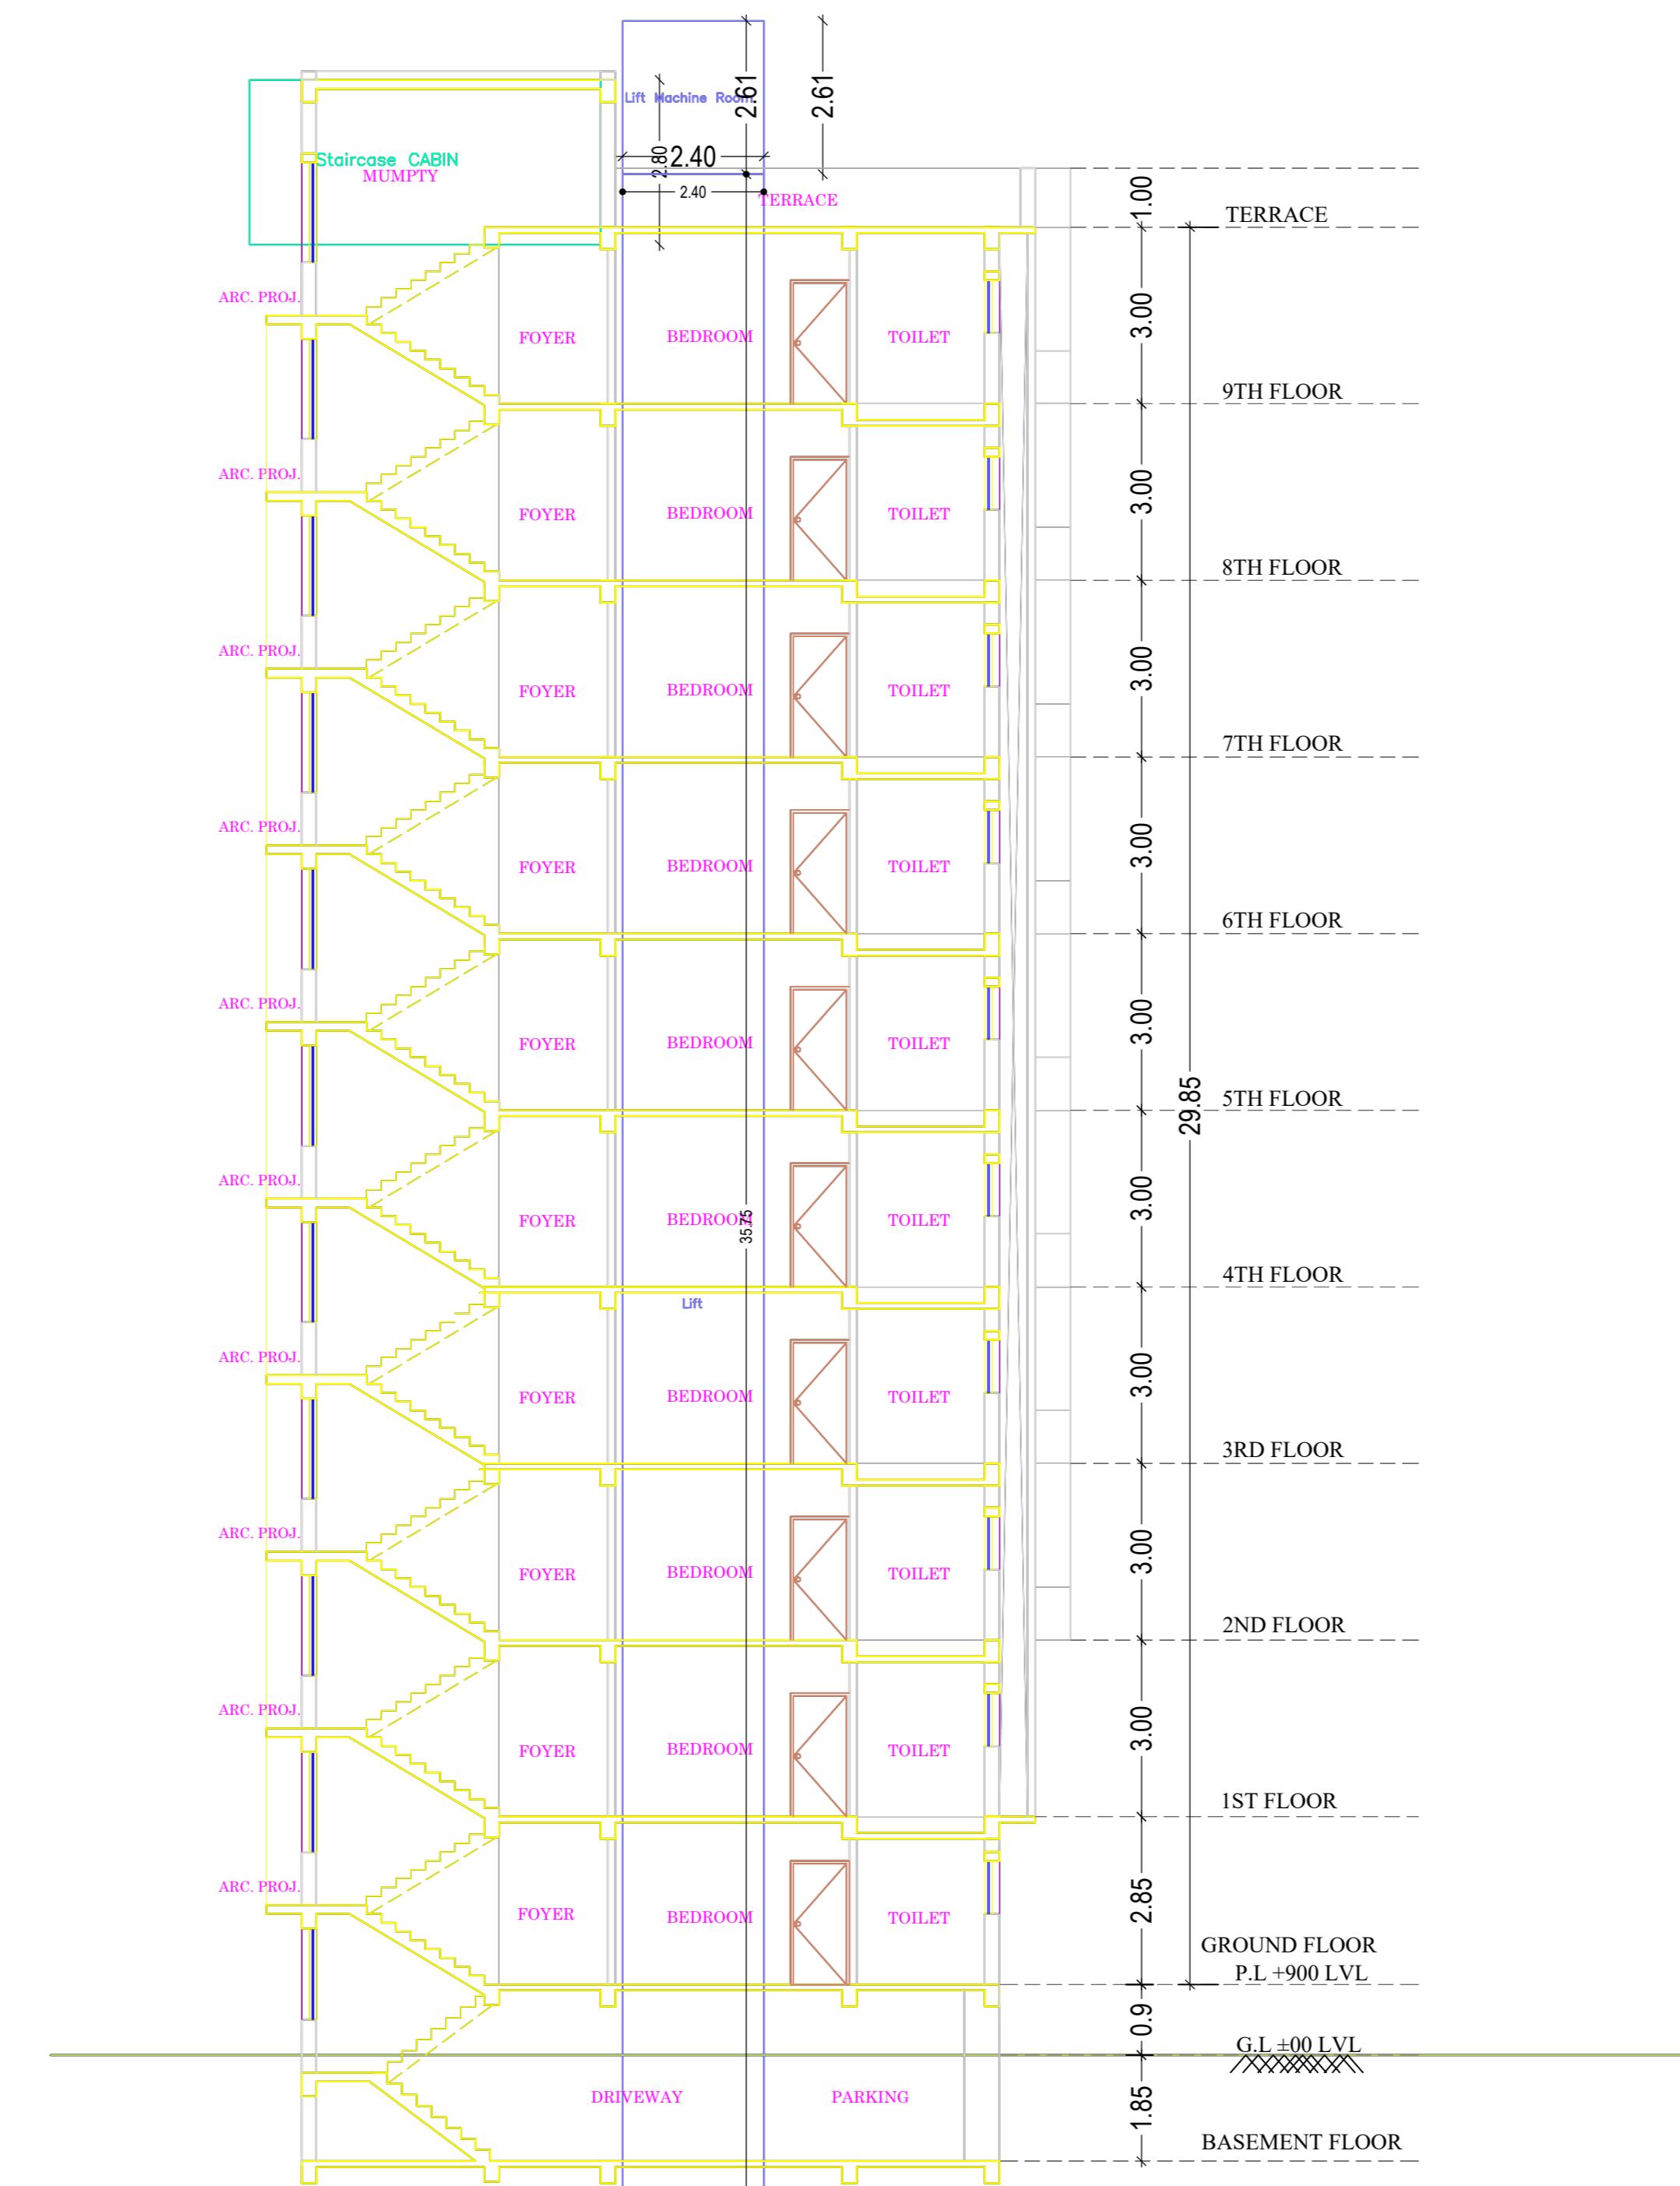 2.61
2.61
Lift Machine Room
2.80
2.40
Staircase CABIN
MUMPTY
2.40
TERRACE
1.00
TERRACE
ARC. PROJ.
FOYER
BEDROOM
TOILET
3.00
9TH FLOOR
ARC. PROJ.
FOYER
BEDROOM
TOILET
3.00
8TH FLOOR
ARC. PROJ.
FOYER
BEDROOM
TOILET
3.00
7TH FLOOR
ARC. PROJ.
FOYER
BEDROOM
TOILET
3.00
6TH FLOOR
ARC. PROJ.
FOYER
BEDROOM
TOILET
3.00
5TH FLOOR
29.85
ARC. PROJ.
FOYER
BEDROOM
35.75
TOILET
3.00
4TH FLOOR
Lift
ARC. PROJ.
FOYER
BEDROOM
TOILET
3.00
3RD FLOOR
ARC. PROJ.
FOYER
BEDROOM
TOILET
3.00
2ND FLOOR
ARC. PROJ.
FOYER
BEDROOM
TOILET
3.00
1ST FLOOR
ARC. PROJ.
FOYER
BEDROOM
TOILET
2.85
GROUND FLOOR
P.L +900 LVL
0.9
G.L ±00 LVL
DRIVEWAY
PARKING
1.85
BASEMENT FLOOR